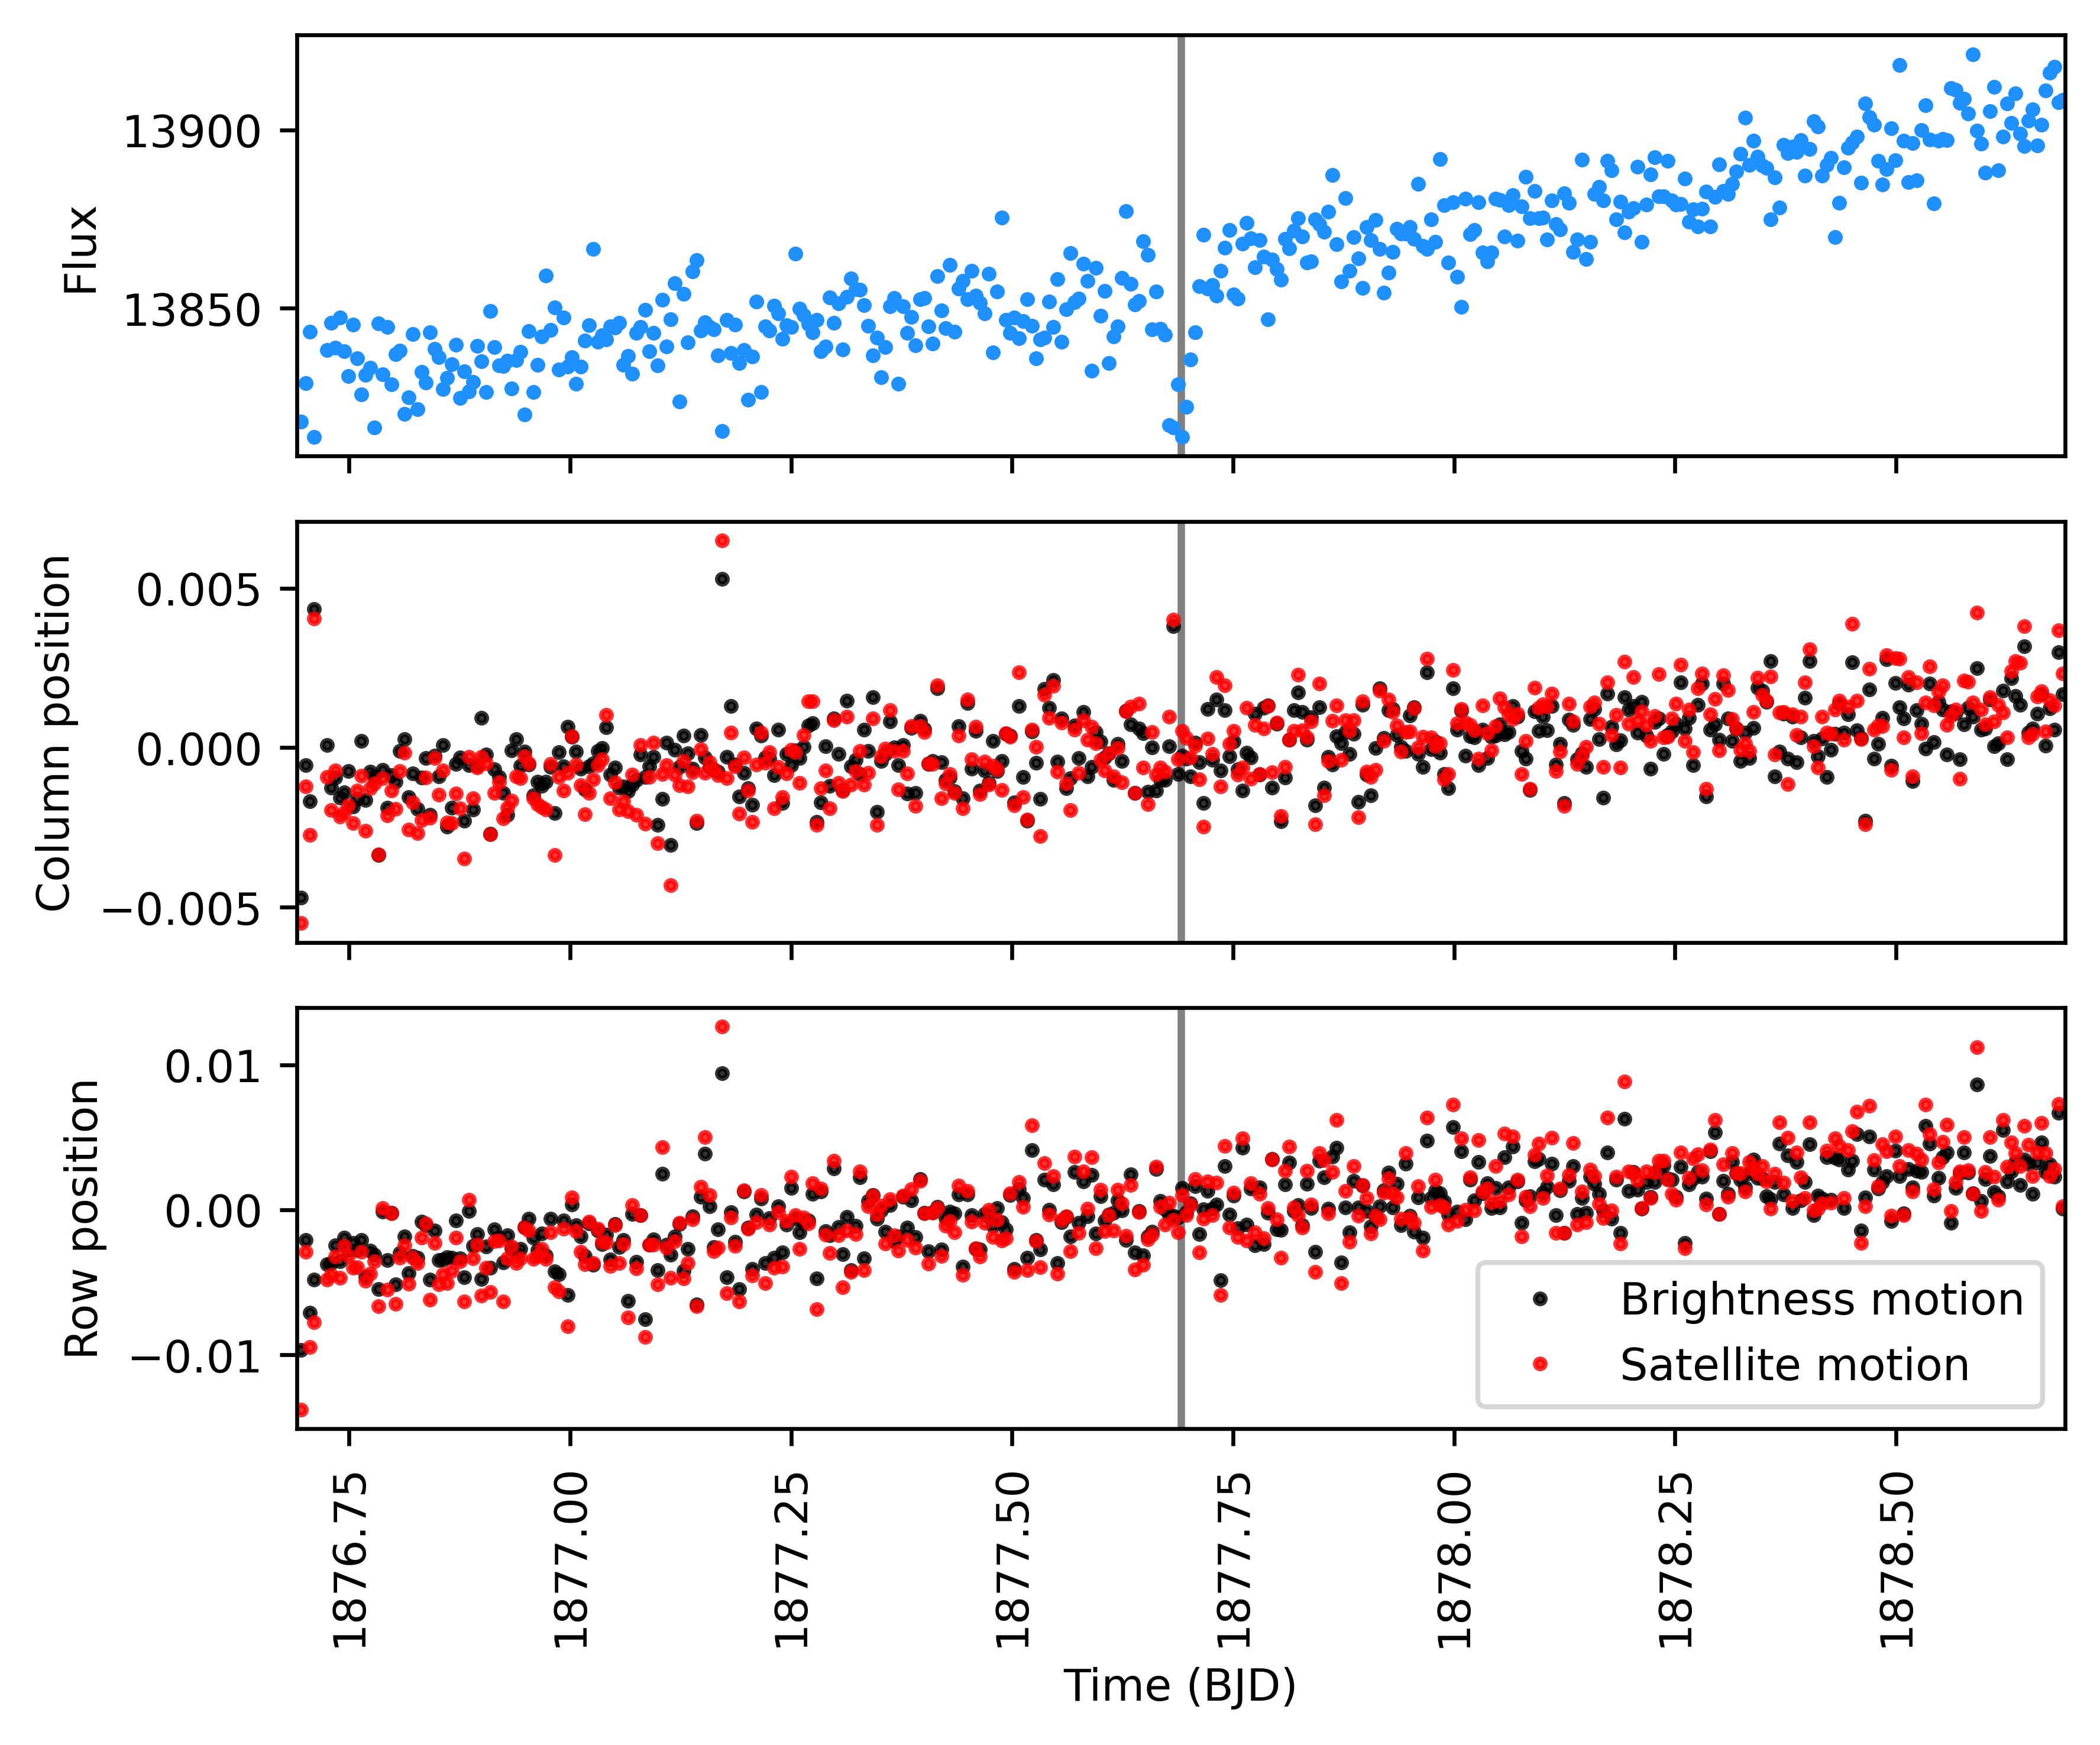 13900
13850
Flux
0.005
0.000
−0.005
Column position
0.01
0.00
−0.01
Row position
Brightness motion
Satellite motion
1876.75
1877.00
1877.25
1877.50
1877.75
1878.00
1878.25
1878.50
Time (BJD)